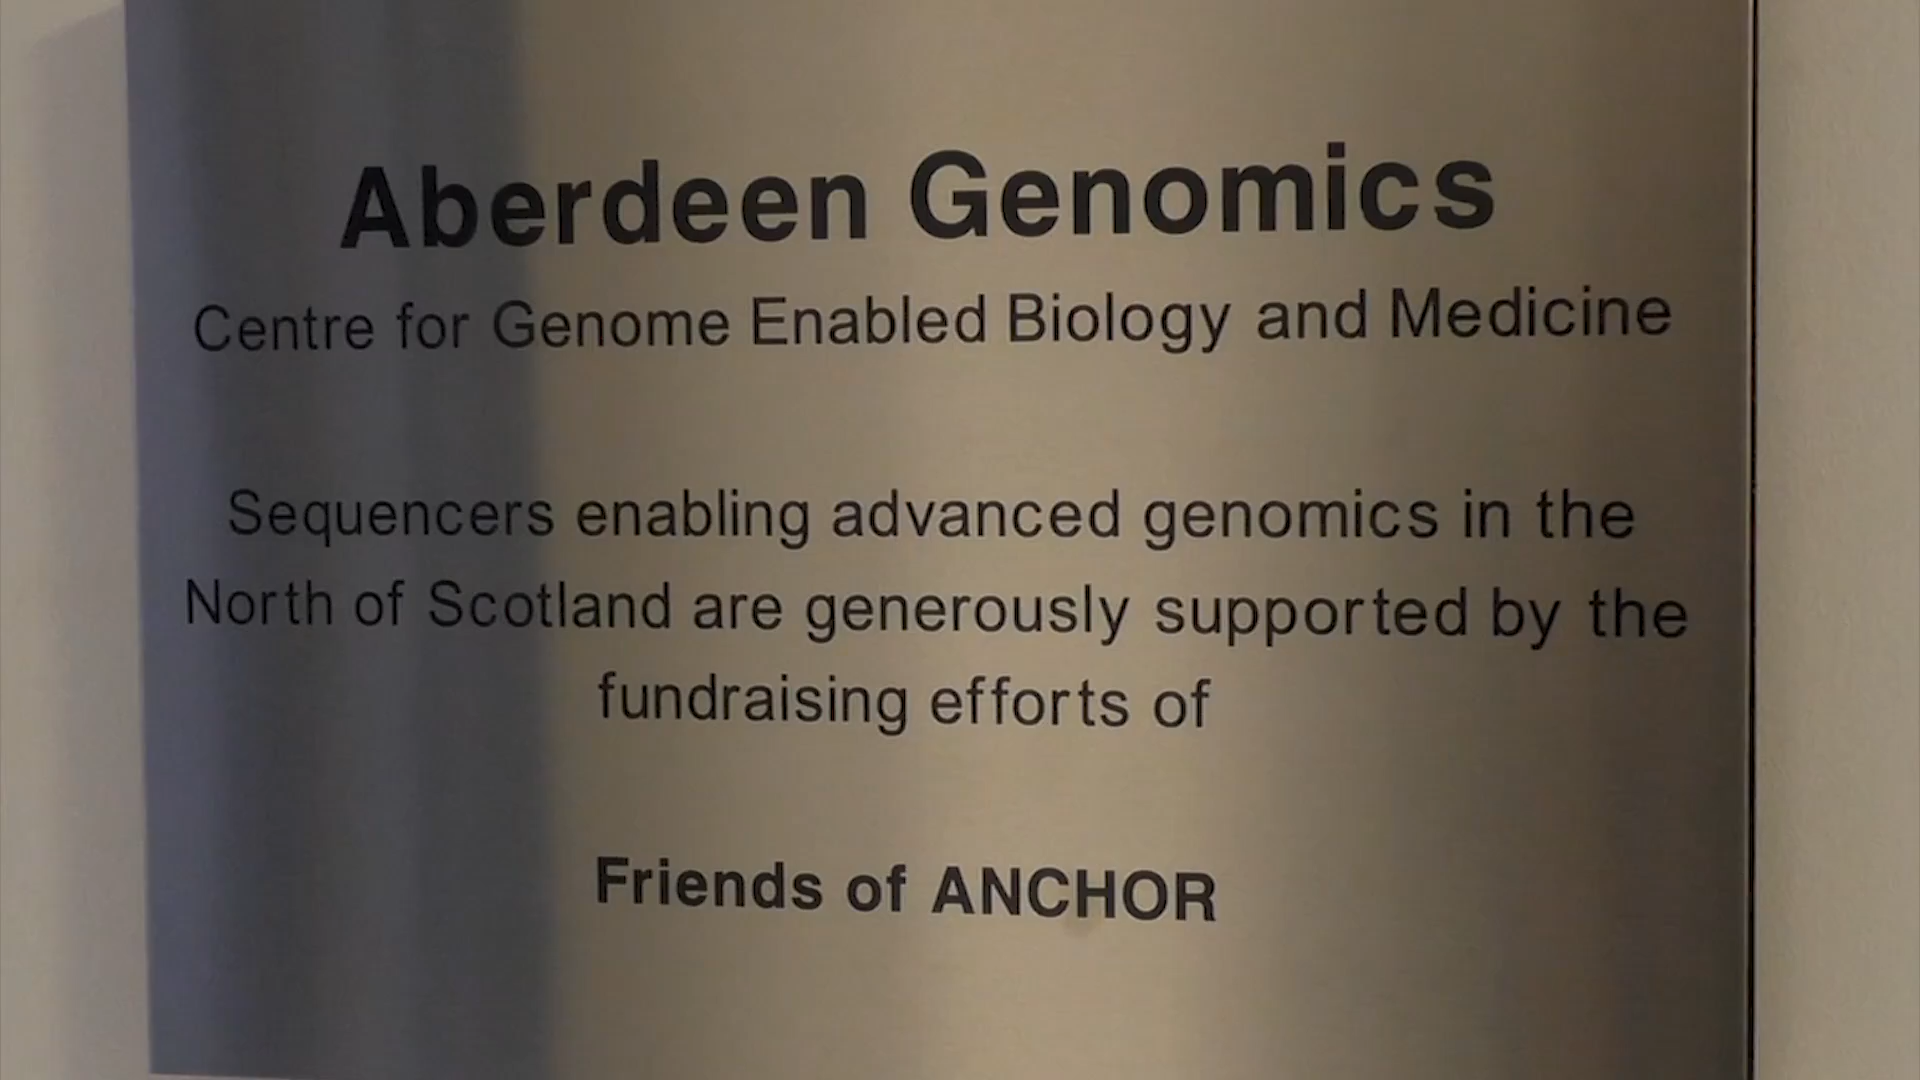 Aberdeen Genomics
Centre for Genome Enabled Biology and Medicine
Sequencers enabling advanced genomics in the
North of Scotland are generously supported by the
fundraising efforts of
Friends of ANCHOR